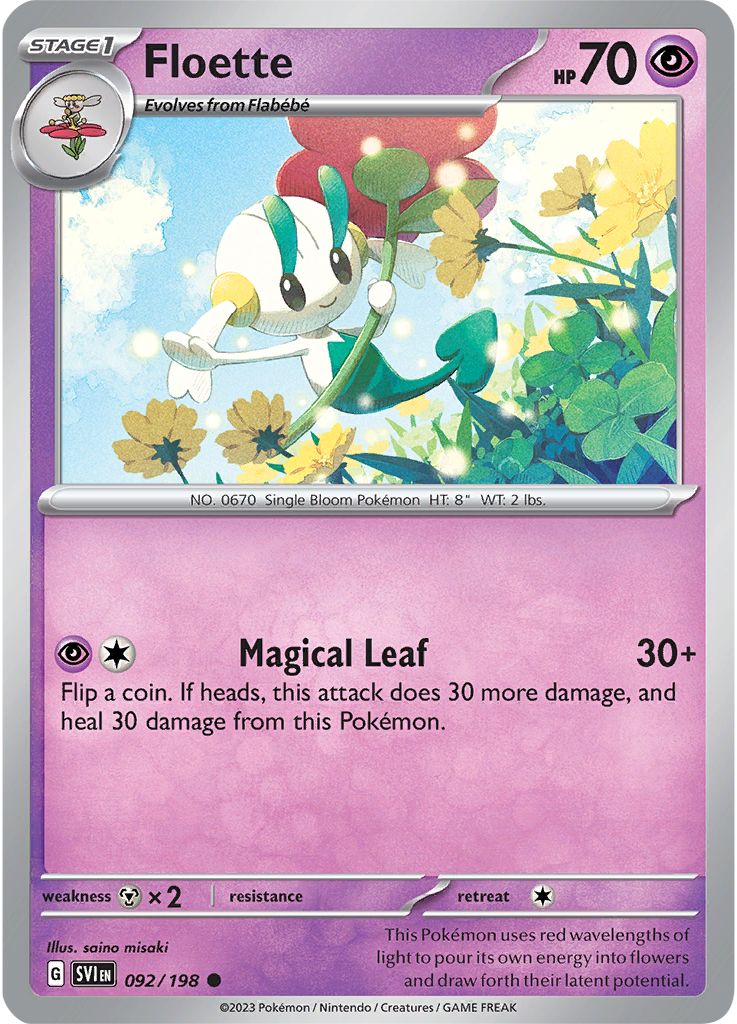 STAGE1
Floette
HP70
Evolves from Flabébé
NO. 0670 Single Bloom Pokémon HT: 8" WT: 2 lbs.
Magical Leaf 30+
Flip a coin. If heads, this attack does 30 more damage, and
heal 30 damage from this Pokémon.
weakness ×2 resistance retreat
Illus. saino misaki
G SVI EN 092/198
This Pokémon uses red wavelengths of
light to pour its own energy into flowers
and draw forth their latent potential.
©2023 Pokémon / Nintendo / Creatures / GAME FREAK